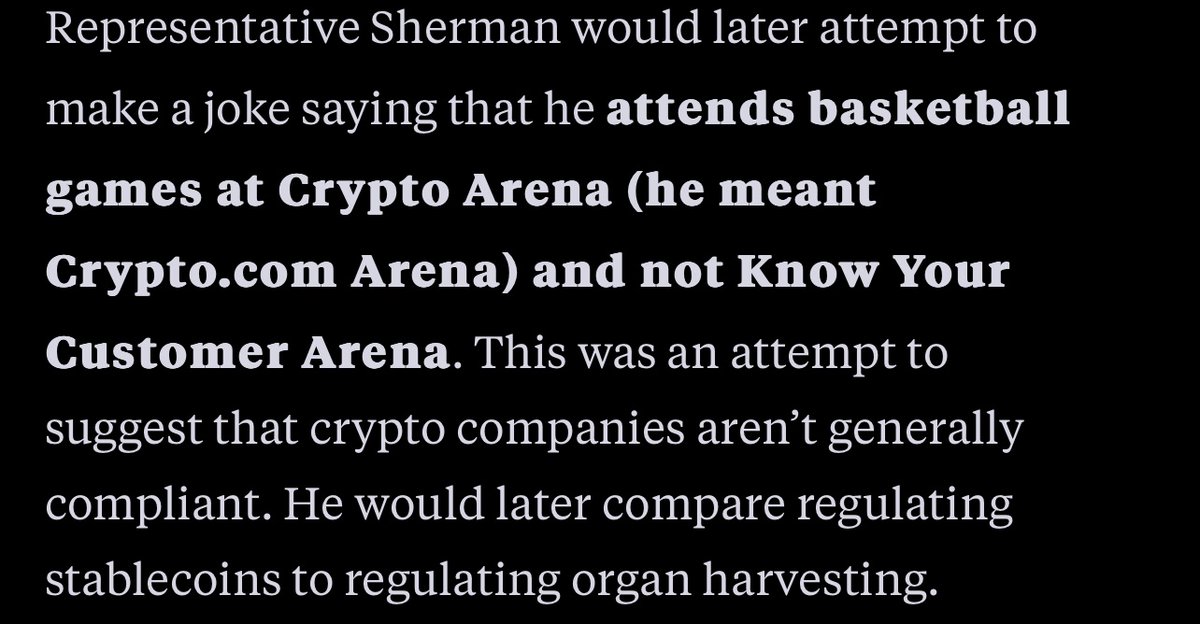 Representative Sherman would later attempt to
make a joke saying that he attends basketball
games at Crypto Arena (he meant
Crypto.com Arena) and not Know Your
Customer Arena. This was an attempt to
suggest that crypto companies aren’t generally
compliant. He would later compare regulating
stablecoins to regulating organ harvesting.